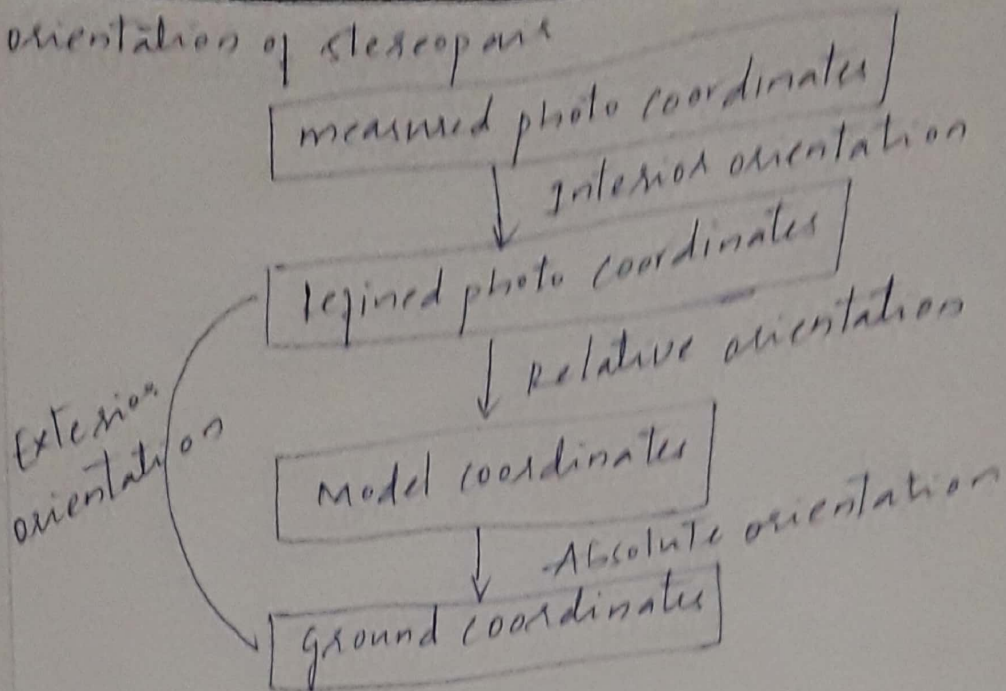 orientation of stereopairs
measured photo coordinates
Interior orientation
refined photo coordinates
Relative orientation
Exterior
orientation
Model coordinates
Absolute orientation
ground coordinates